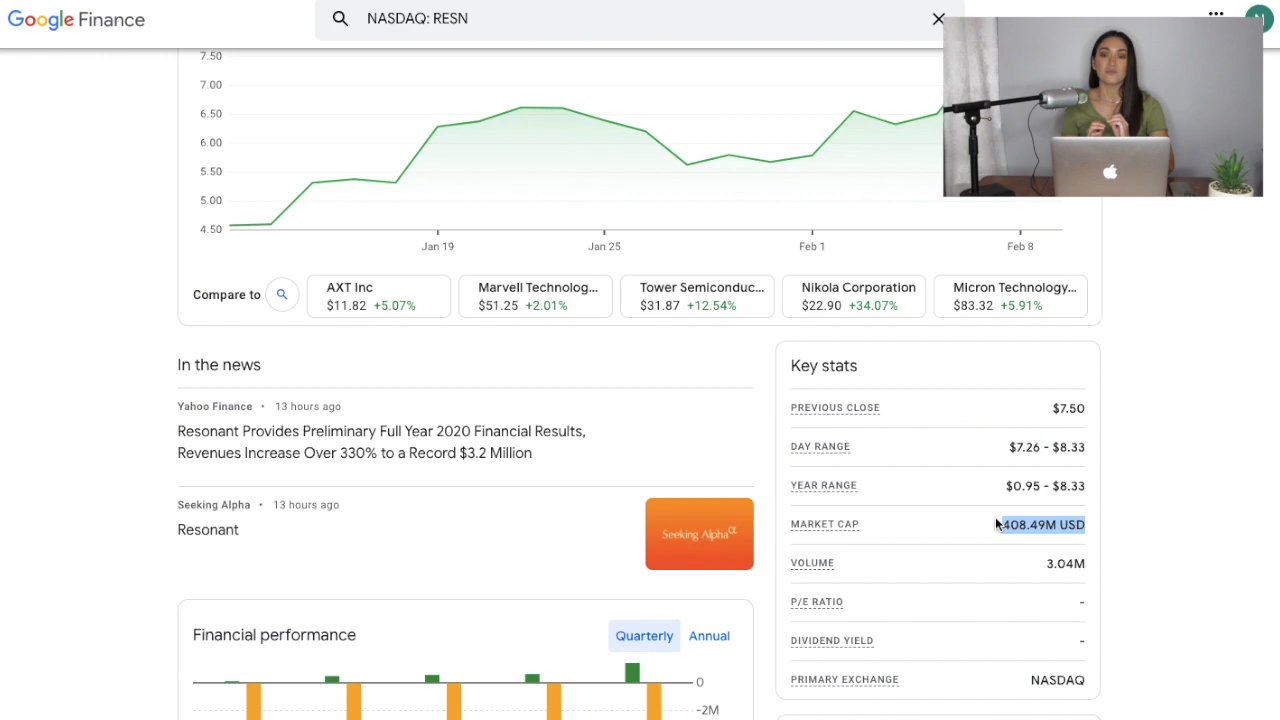 Google Finance
NASDAQ: RESN
N
7.50
7.00
6.50
6.00
5.50
5.00
4.50
Jan 19
Jan 25
Feb 1
Feb 8
Compare to
AXT Inc
$11.82 +5.07%
Marvell Technolog...
$51.25 +2.01%
Tower Semiconduc...
$31.87 +12.54%
Nikola Corporation
$22.90 +34.07%
Micron Technology...
$83.32 +5.91%
In the news
Yahoo Finance • 13 hours ago
Resonant Provides Preliminary Full Year 2020 Financial Results,
Revenues Increase Over 330% to a Record $3.2 Million
Seeking Alpha • 13 hours ago
Resonant
Seeking Alpha α
Financial performance
Quarterly
Annual
0
-2M
Key stats
PREVIOUS CLOSE
$7.50
DAY RANGE
$7.26 - $8.33
YEAR RANGE
$0.95 - $8.33
MARKET CAP
408.49M USD
VOLUME
3.04M
P/E RATIO
-
DIVIDEND YIELD
-
PRIMARY EXCHANGE
NASDAQ